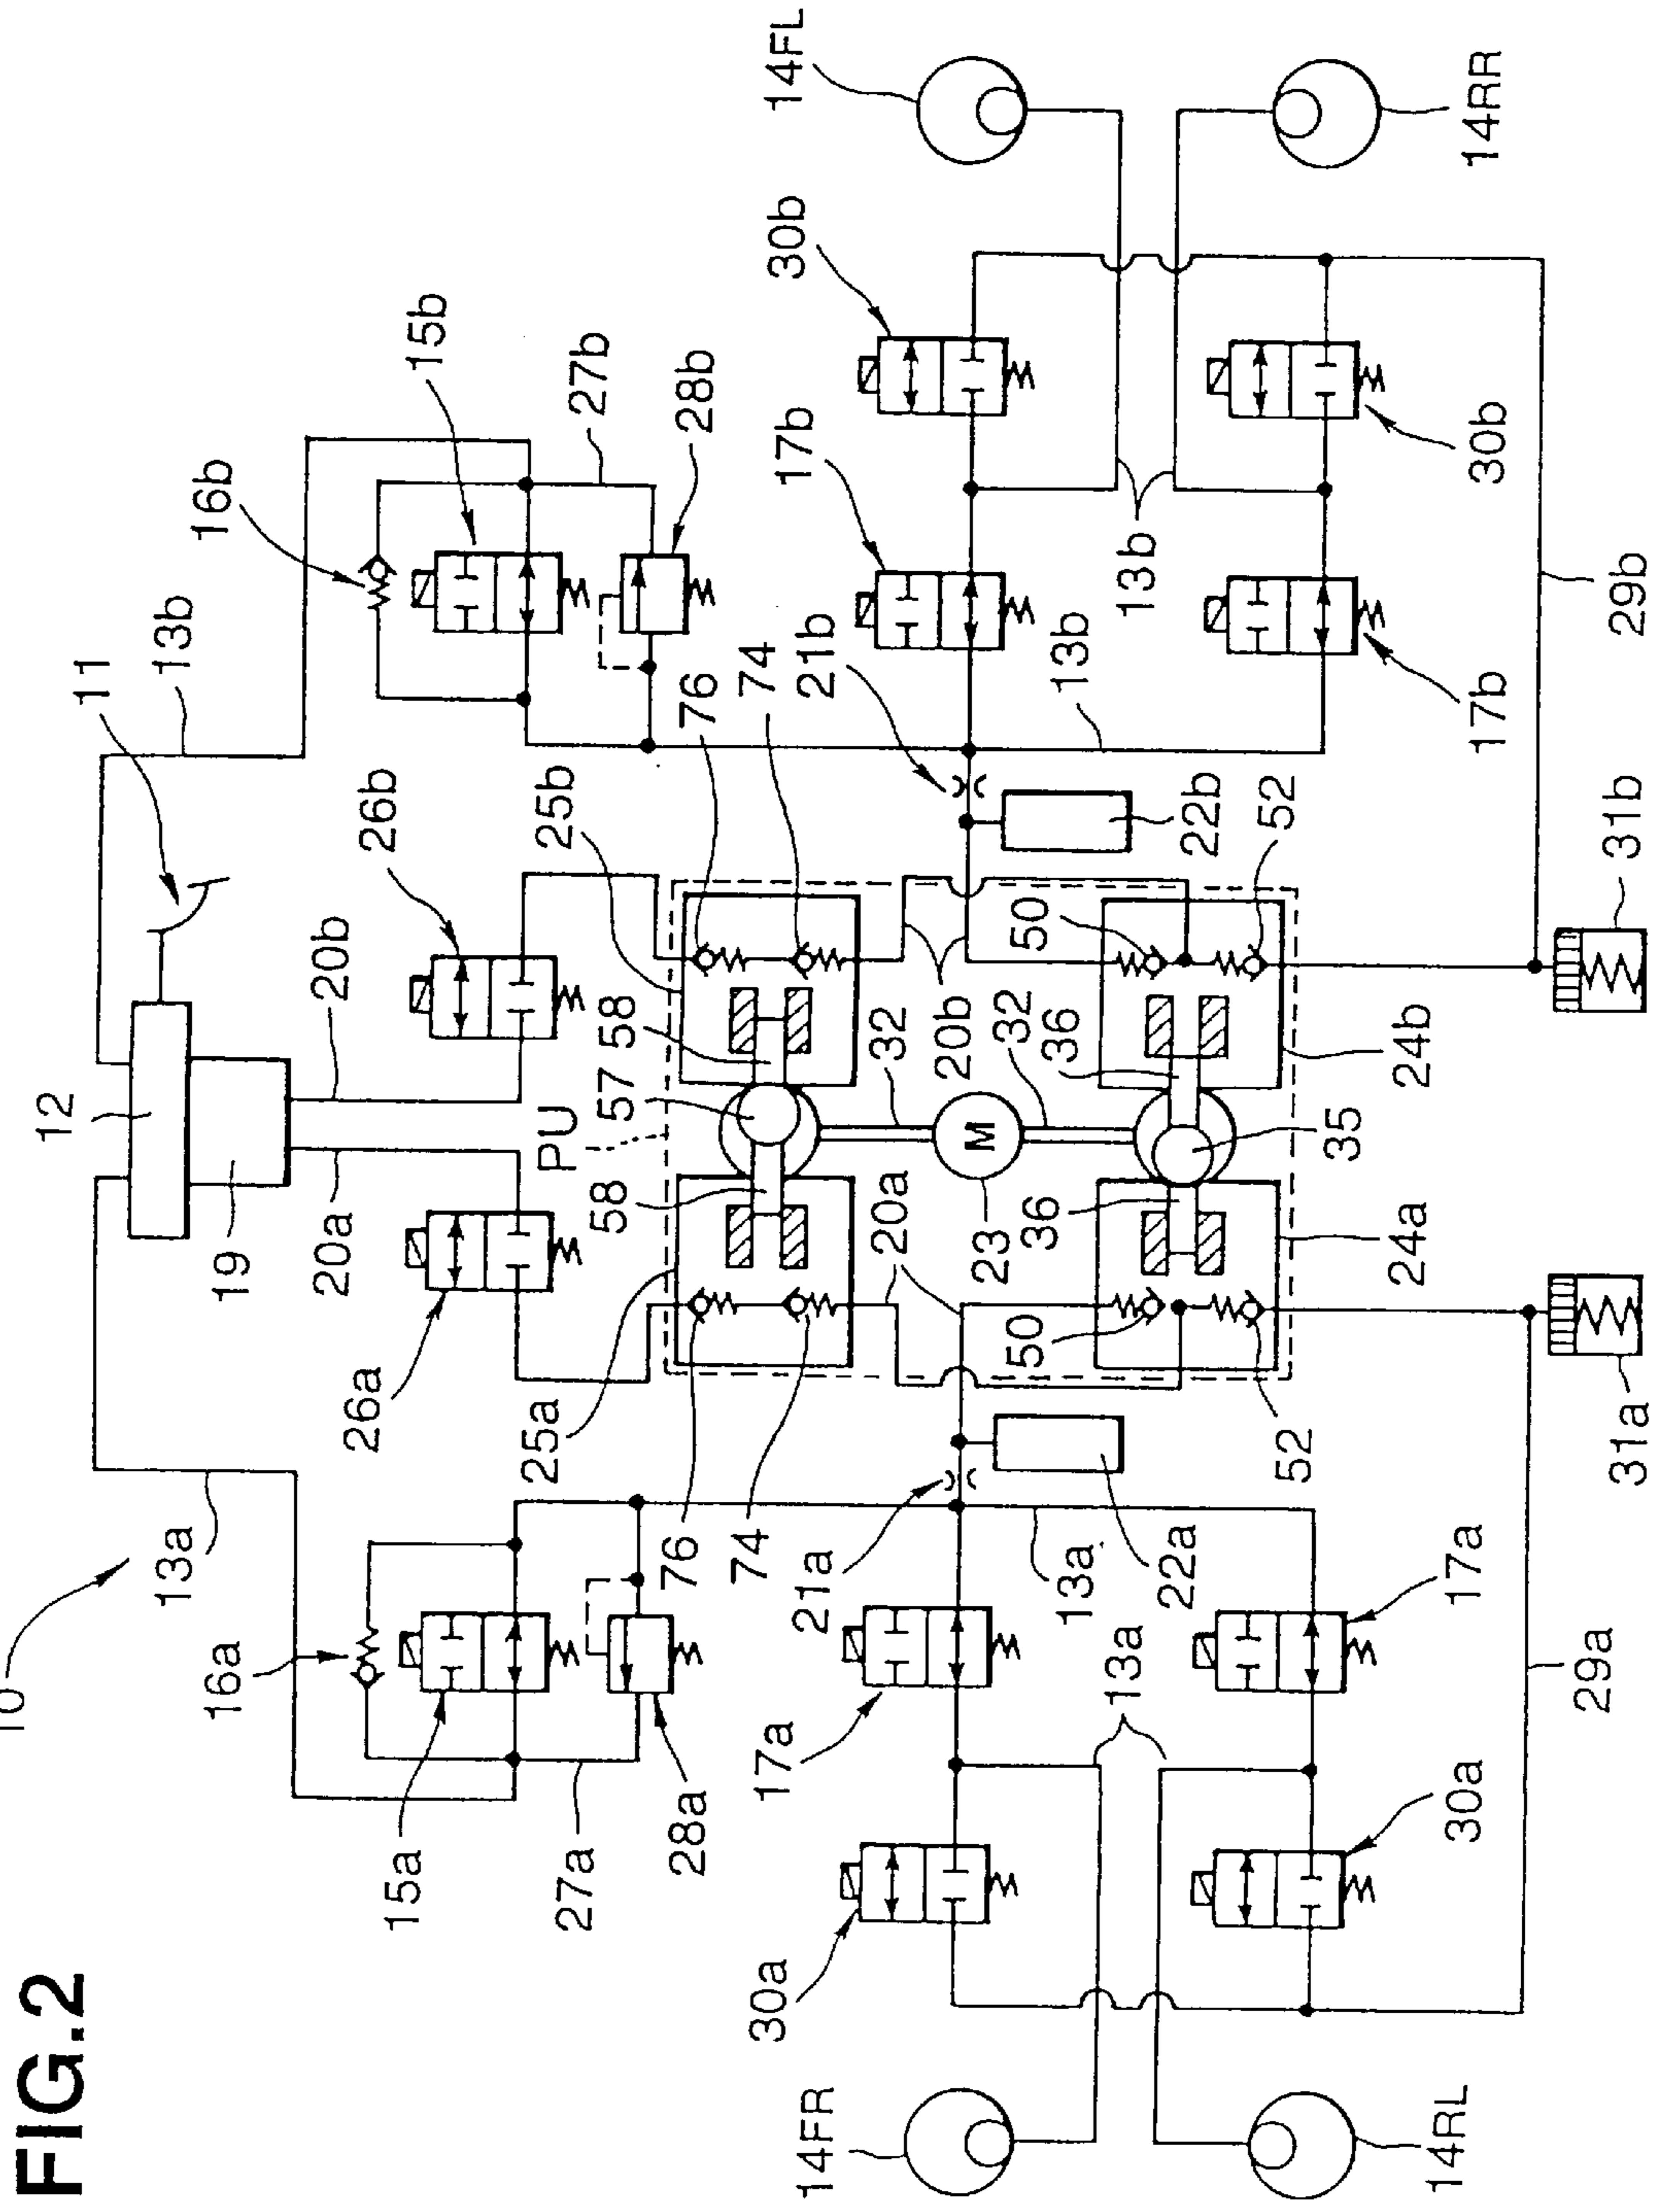 FIG.2
10
11
12
13a
13b
19
20a
20b
16a
16b
15a
15b
26a
26b
27a
27b
28a
28b
25a
25b
PU
57
58
58
76
76
74
74
21a
21b
17a
17b
30a
30b
14FR
14FL
32
32
20a
20b
23
M
36
36
35
50
50
52
52
22a
22b
13a
13b
13a
13b
24a
24b
17a
17b
30a
30b
14RL
14RR
29a
29b
31a
31b